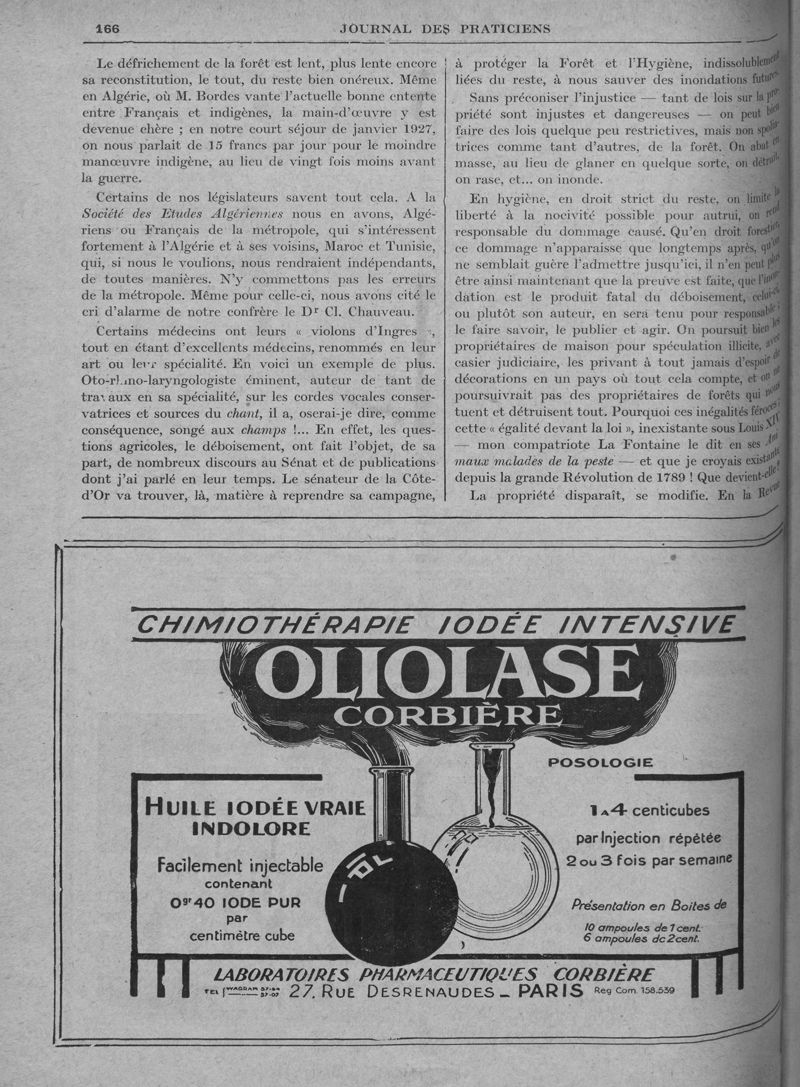 166
JOURNAL DES PRATICIENS
Le défrichement de la forêt est lent, plus lente encore
sa reconstitution, le tout, du reste bien onéreux. Même
en Algérie, où M. Bordes vante l'actuelle bonne entente
entre Français et indigènes, la main-d'œuvre y est
devenue chère ; en notre court séjour de janvier 1927,
on nous parlait de 15 francs par jour pour le moindre
manœuvre indigène, au lieu de vingt fois moins avant
la guerre.
Certains de nos législateurs savent tout cela. A la
Société des Etudes Algériennes nous en avons, Algé-
riens ou Français de la métropole, qui s'intéressent
fortement à l'Algérie et à ses voisins, Maroc et Tunisie,
qui, si nous le voulions, nous rendraient indépendants,
de toutes manières. N'y commettons pas les erreurs
de la métropole. Même pour celle-ci, nous avons cité le
cri d'alarme de notre confrère le Dr Cl. Chauveau.
Certains médecins ont leurs « violons d'Ingres »,
tout en étant d'excellents médecins, renommés en leur
art ou leur spécialité. En voici un exemple de plus.
Oto-rhino-laryngologiste éminent, auteur de tant de
travaux en sa spécialité, sur les cordes vocales conser-
vatrices et sources du chant, il a, oserai-je dire, comme
conséquence, songé aux champs !... En effet, les ques-
tions agricoles, le déboisement, ont fait l'objet, de sa
part, de nombreux discours au Sénat et de publications
dont j'ai parlé en leur temps. Le sénateur de la Côte-
d'Or va trouver, là, matière à reprendre sa campagne,
à protéger la Forêt et l'Hygiène, indissolublement
liées du reste, à nous sauver des inondations futures.
Sans préconiser l'injustice — tant de lois sur la pro-
priété sont injustes et dangereuses — on peut bien
faire des lois quelque peu restrictives, mais non spolia-
trices comme tant d'autres, de la forêt. On abat en
masse, au lieu de glaner en quelque sorte, on détruit,
on rase, et... on inonde.
En hygiène, en droit strict du reste, on limite la
liberté à la nocivité possible pour autrui, on rend
responsable du dommage causé. Qu'en droit forestier,
ce dommage n'apparaisse que longtemps après, qu'on
ne semblait guère l'admettre jusqu'ici, il n'en peut plus
être ainsi maintenant que la preuve est faite, que l'inon-
dation est le produit fatal du déboisement, celui-ci
ou plutôt son auteur, en sera tenu pour responsable ;
le faire savoir, le publier et agir. On poursuit bien les
propriétaires de maison pour spéculation illicite, avec
casier judiciaire, les privant à tout jamais d'espoir de
décorations en un pays où tout cela compte, et on ne
poursuivrait pas des propriétaires de forêts qui nous
tuent et détruisent tout. Pourquoi ces inégalités féroces,
cette « égalité devant la loi », inexistante sous Louis XIV
— mon compatriote La Fontaine le dit en ses Ani-
maux malades de la peste — et que je croyais existante
depuis la grande Révolution de 1789 ! Que devient-elle ?
La propriété disparaît, se modifie. En la Revue
CHIMIOTHÉRAPIE IODÉE INTENSIVE
OLIOLASE
CORBIÈRE
HUILE IODÉE VRAIE
INDOLORE
Facilement injectable
contenant
0gr40 IODE PUR
par
centimètre cube
POSOLOGIE
1 A 4 centicubes
par Injection répétée
2 ou 3 fois par semaine
Présentation en Boites de
10 ampoules de 1 cent.
6 ampoules de 2 cent.
LABORATOIRES PHARMACEUTIQUES CORBIÈRE
TEL WAGRAM 37-07
27, RUE DESRENAUDES _ PARIS Reg Com. 158.539